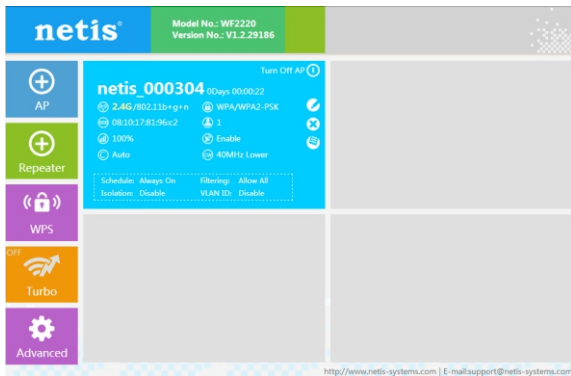 netis
Model No.: WF2220
Version No.: V1.2.29186
AP
Repeater
WPS
Off
Turbo
Advanced
Turn Off AP
netis_000304 0Days 00:00:22
2.4G/802.11b+g+n WPA/WPA2-PSK
08:10:17:81:96:c2 1
100% Enable
Auto 40MHz Lower
Schedule: Always On Filtering: Allow All
Isolation: Disable VLAN ID: Disable
http://www.netis-systems.com | E-mail:support@netis-systems.com